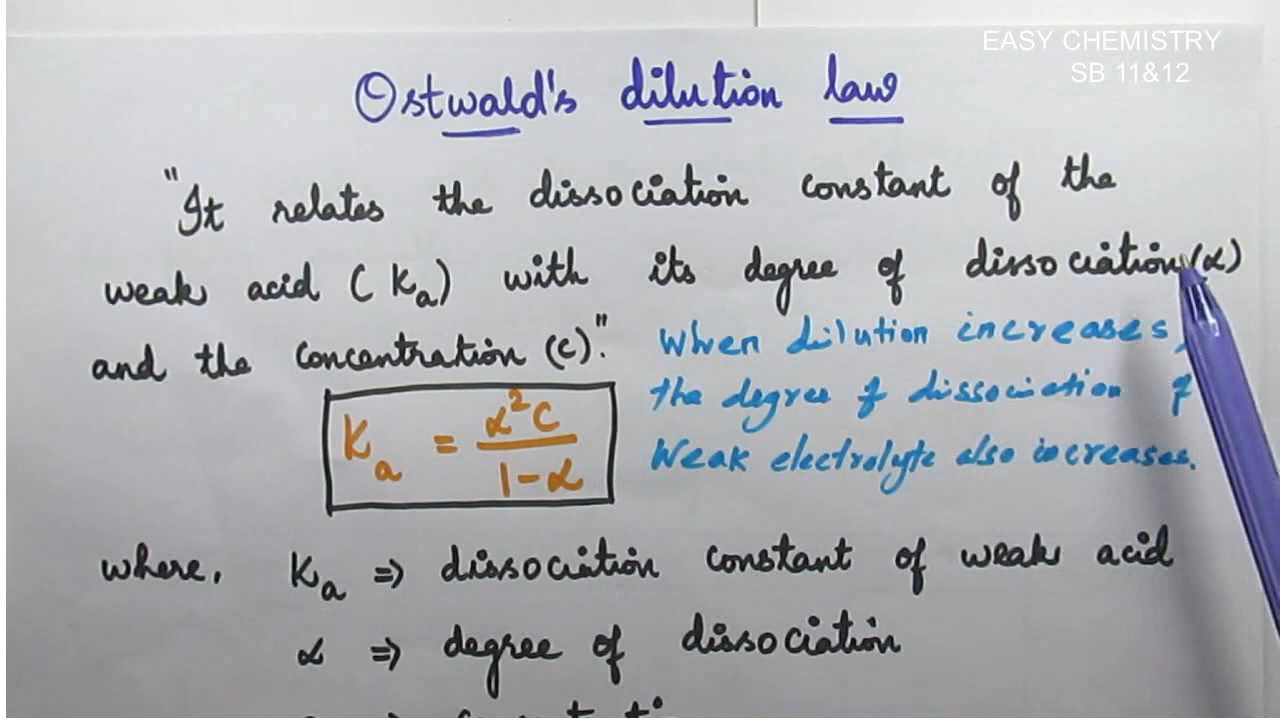 EASY CHEMISTRY
SB 11&12
Ostwald's dilution law
"It relates the dissociation constant of the
weak acid (Ka) with its degree of dissociation (α)
and the concentration (C)."
When dilution increases,
the degree of dissociation of
Weak electrolyte also increases.
Ka = α²C / 1-α
where, Ka ⇒ dissociation constant of weak acid
α ⇒ degree of dissociation